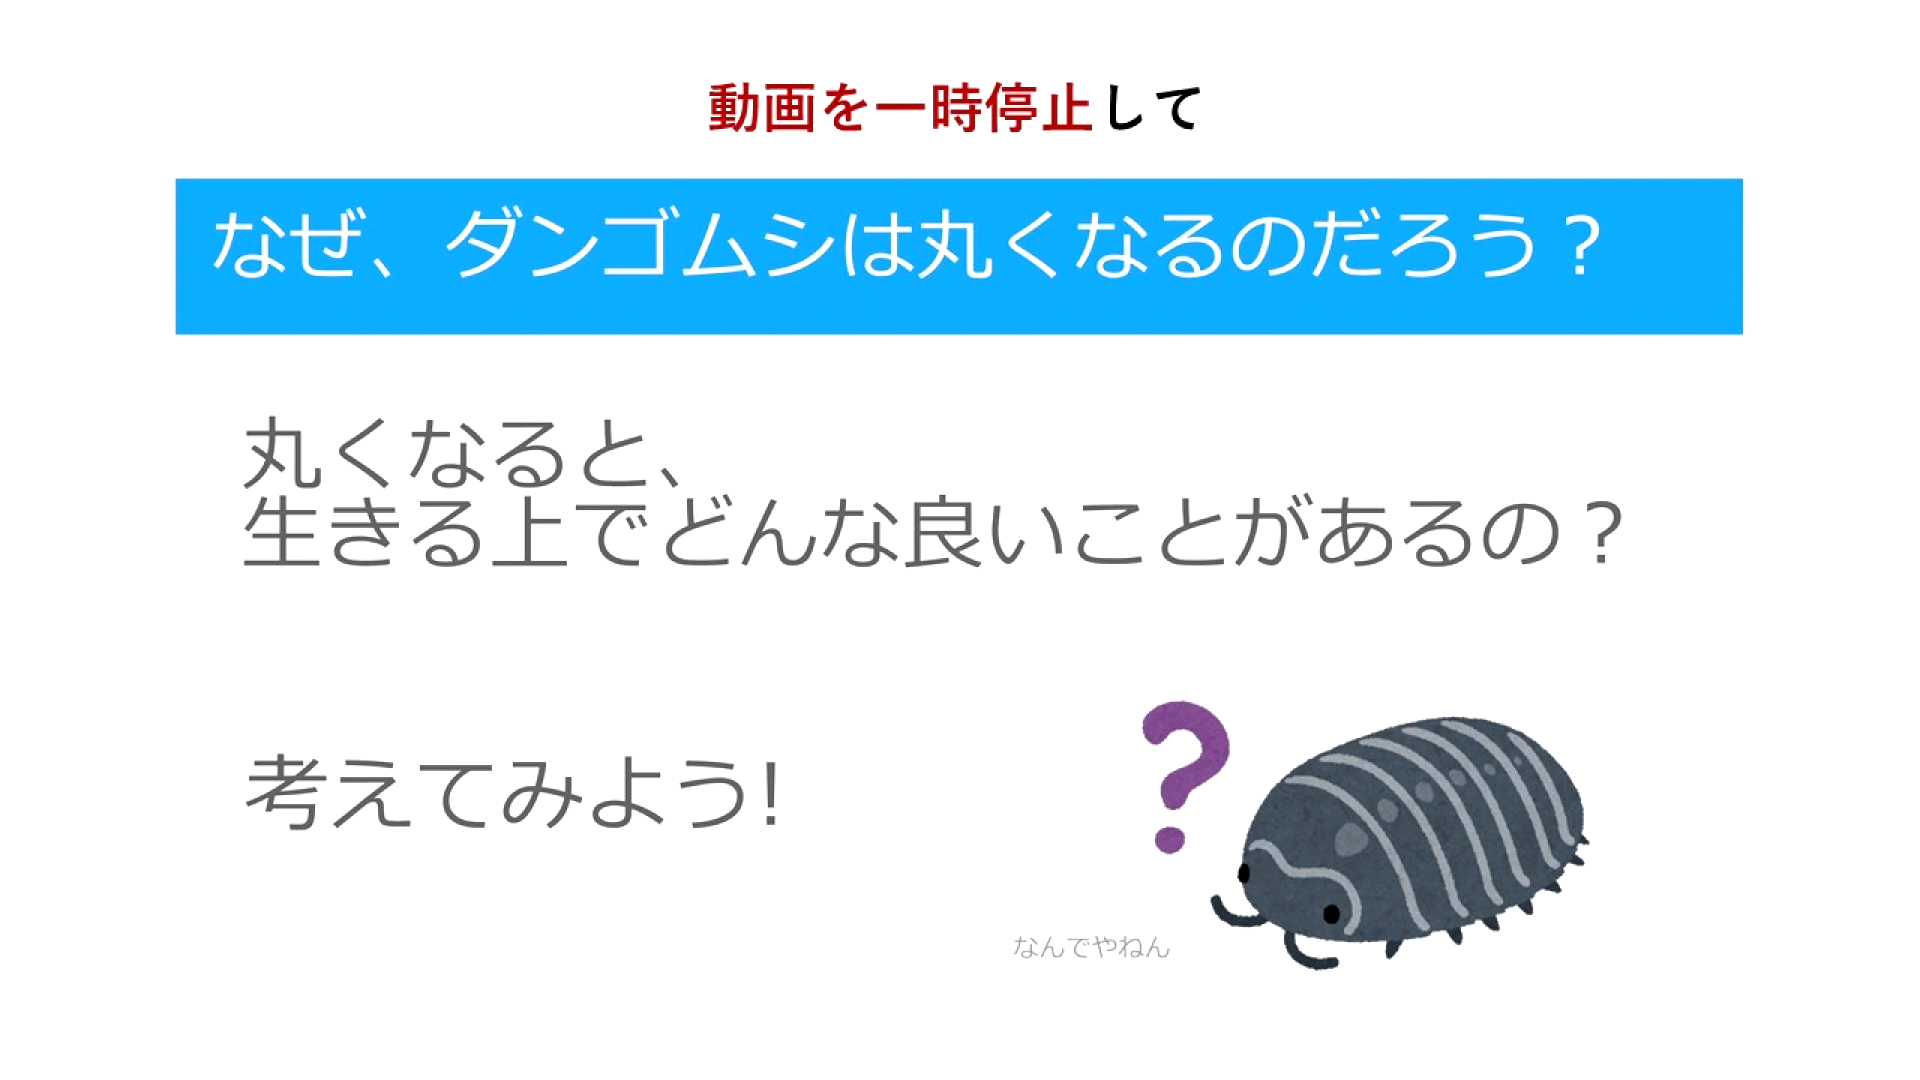 動画を一時停止して
なぜ、ダンゴムシは丸くなるのだろう？
丸くなると、
生きる上でどんな良いことがあるの？
考えてみよう!
なんでやねん